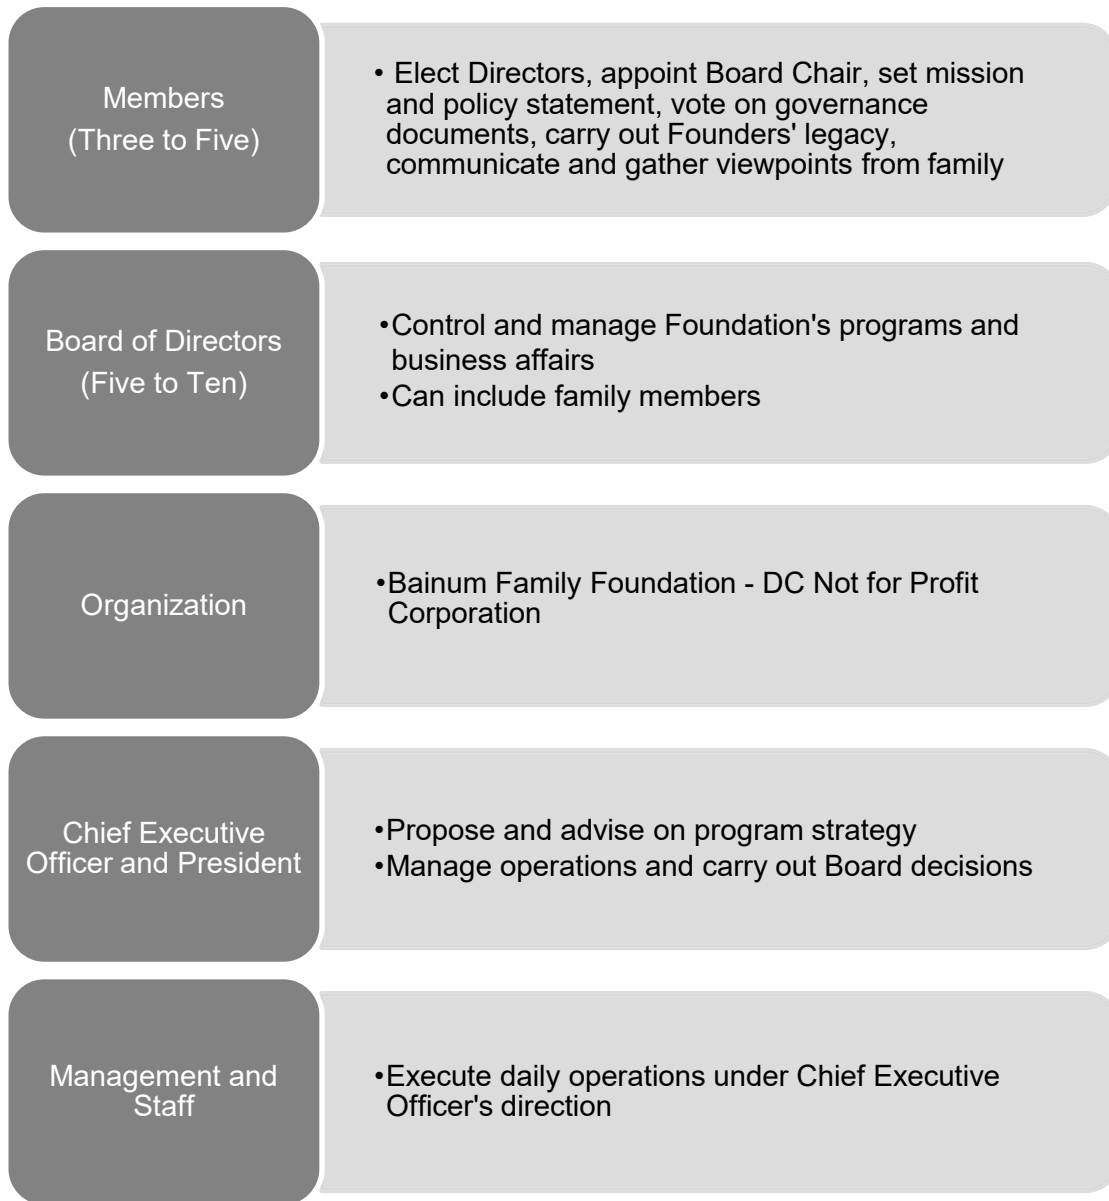 Members
(Three to Five)
• Elect Directors, appoint Board Chair, set mission
and policy statement, vote on governance
documents, carry out Founders' legacy,
communicate and gather viewpoints from family
Board of Directors
(Five to Ten)
•Control and manage Foundation's programs and
business affairs
•Can include family members
Organization
•Bainum Family Foundation - DC Not for Profit
Corporation
Chief Executive
Officer and President
•Propose and advise on program strategy
•Manage operations and carry out Board decisions
Management and
Staff
•Execute daily operations under Chief Executive
Officer's direction